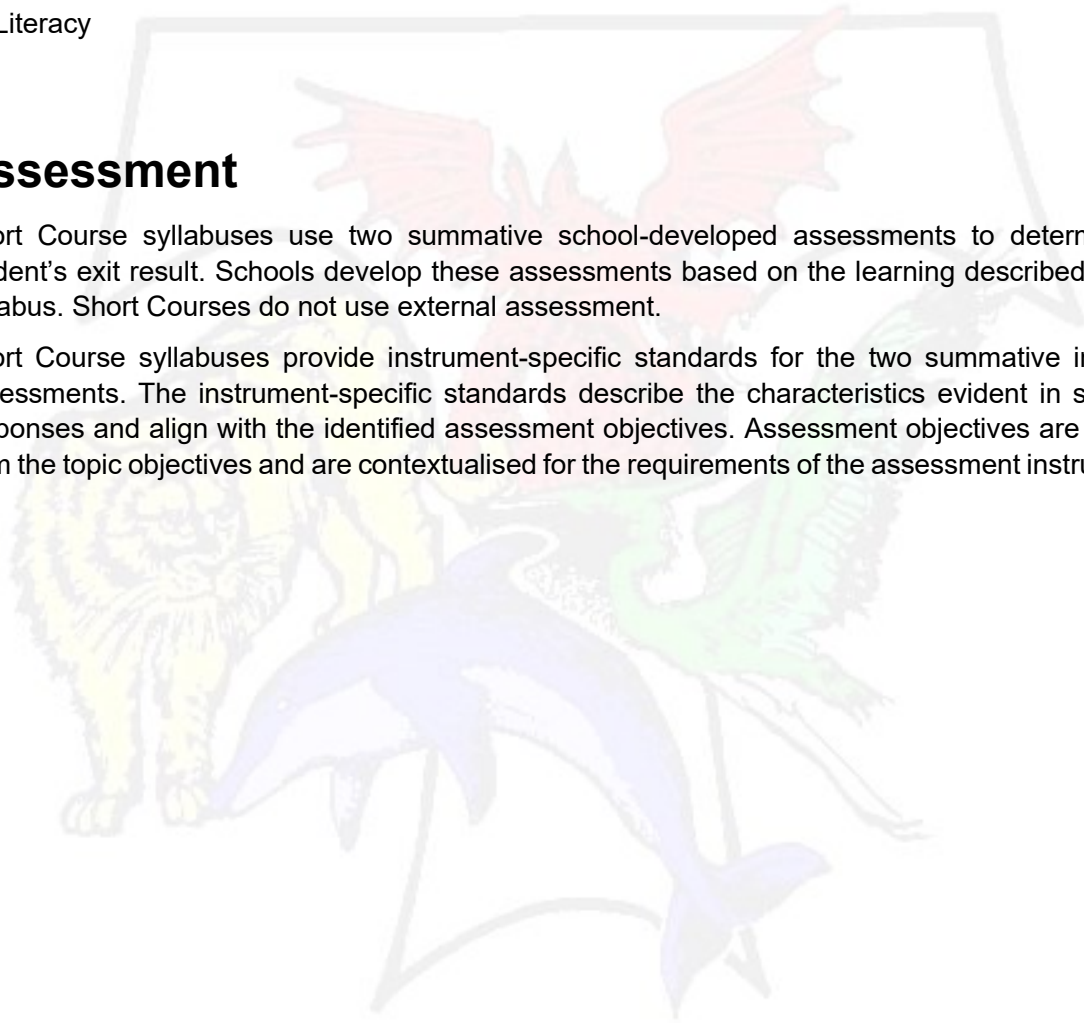 Literacy
ssessment
ort Course syllabuses use two summative school-developed assessments to determ
dent's exit result. Schools develop these assessments based on the learning described
abus. Short Courses do not use external assessment.
ort Course syllabuses provide instrument-specific standards for the two summative in
essments. The instrument-specific standards describe the characteristics evident in s
ponses and align with the identified assessment objectives. Assessment objectives are
m the topic objectives and are contextualised for the requirements of the assessment instru